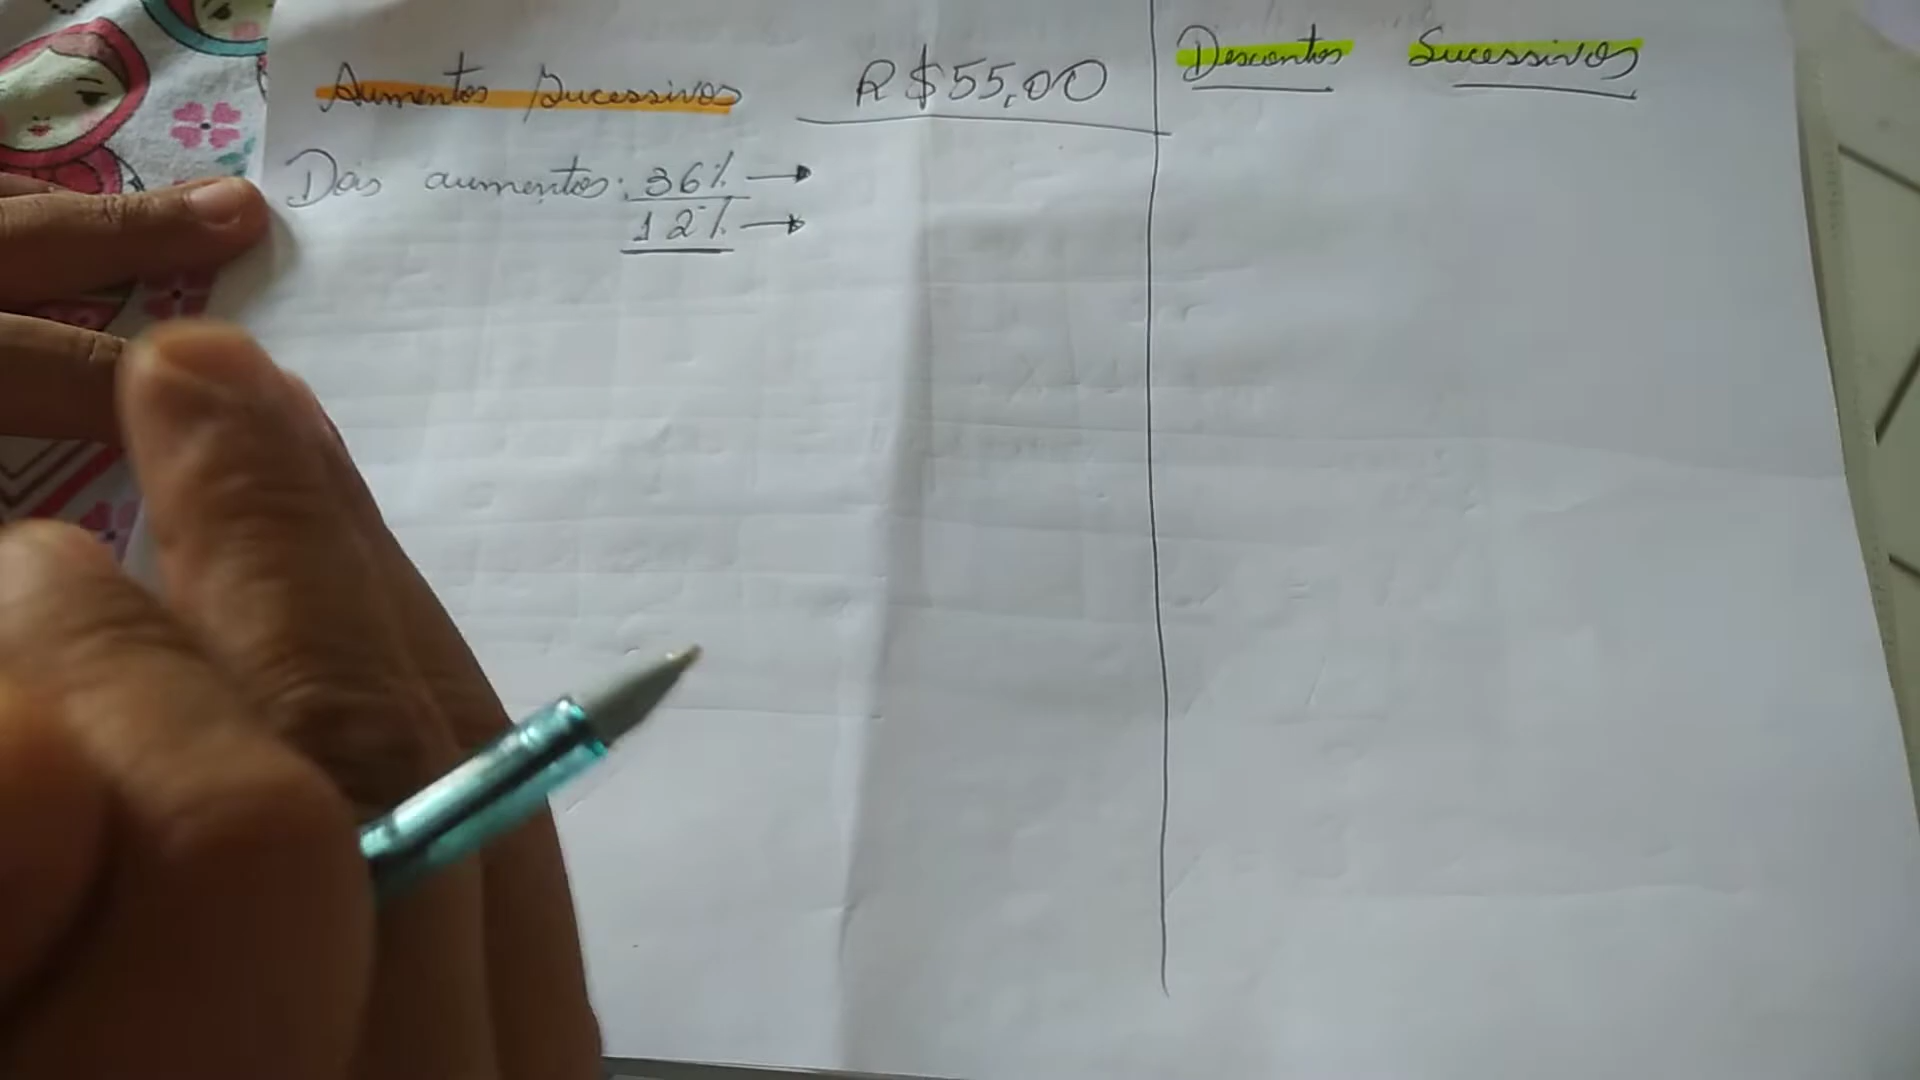 Aumentos Sucessivos R$55,00
Dois aumentos: 36% →
12% →
Descontos Sucessivos